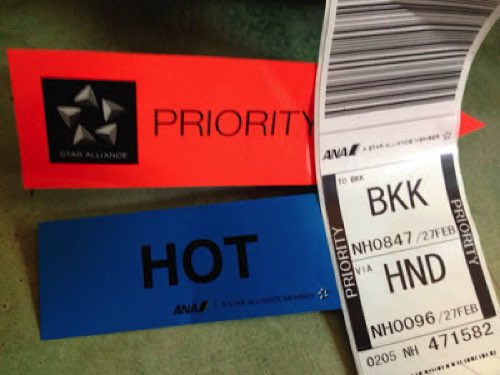 STAR ALLIANCE
PRIORITY
HOT
ANA A STAR ALLIANCE MEMBER
ANA A STAR ALLIANCE MEMBER
TO BKK
BKK
NH0847/27FEB
VIA
HND
NH0096/27FEB
0205 NH 471582
PRIORITY
PRIORITY